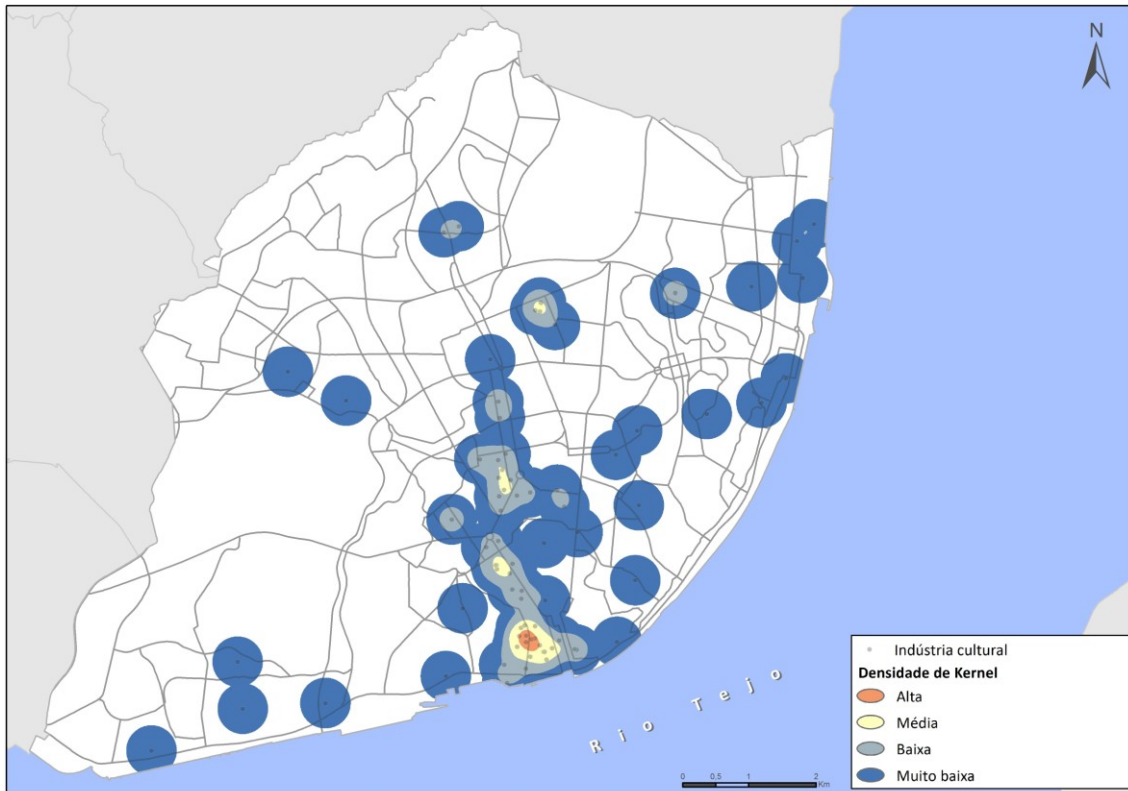 N
Indústria cultural
Densidade de Kernel
Alta
Média
Baixa
Muito baixa
Rio Tejo
0 0,5 1 2
Km